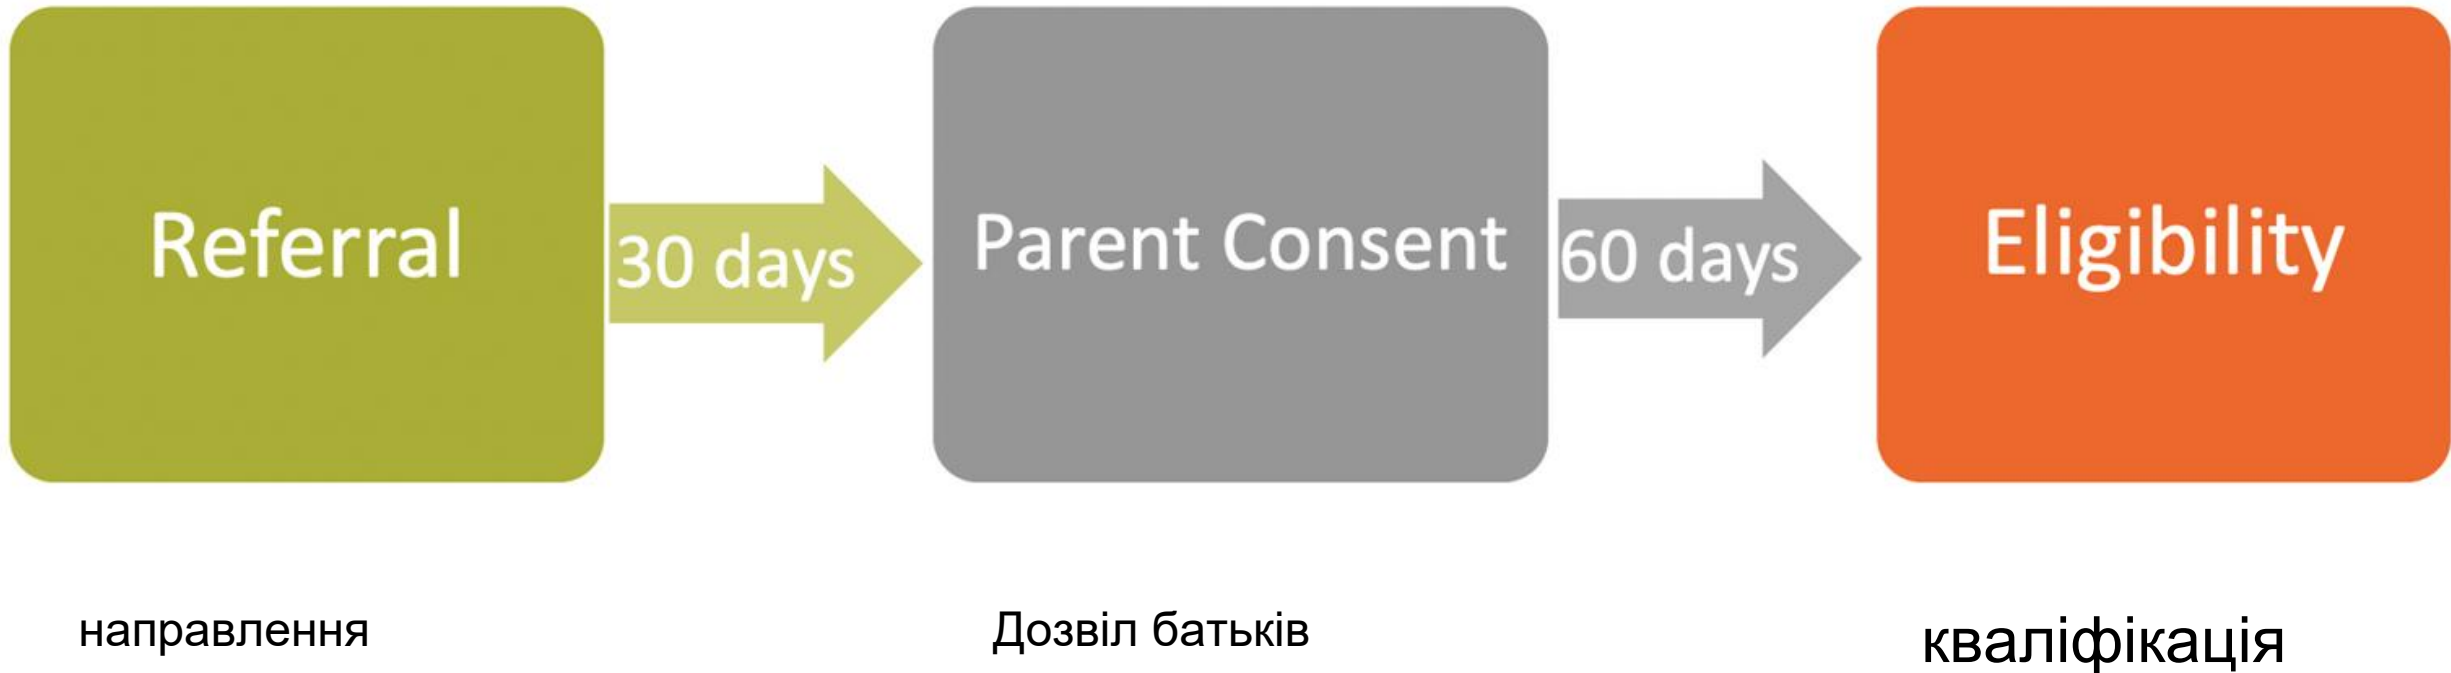 Referral
30 days
Parent Consent
60 days
Eligibility
направлення
Дозвіл батьків
кваліфікація